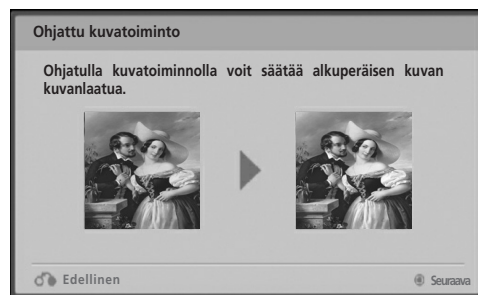 Ohjattu kuvatoiminto
Ohjatulla kuvatoiminnolla voit säätää alkuperäisen kuvan
kuvanlaatua.
Edellinen
Seuraava